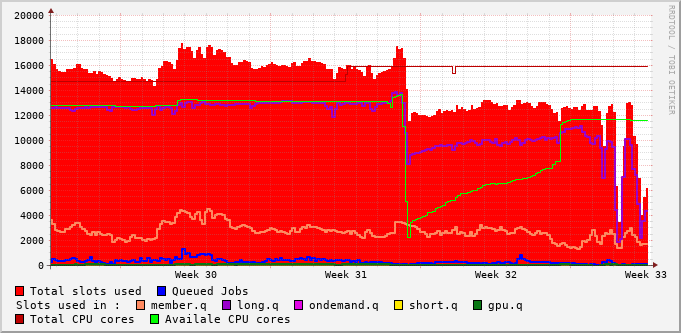 20000
18000
16000
14000
12000
10000
8000
6000
4000
2000
0
RRDTOOL / TOBI OETIKER
Week 30 Week 31 Week 32 Week 33
Total slots used Queued Jobs
Slots used in : member.q long.q ondemand.q short.q gpu.q
Total CPU cores Availale CPU cores